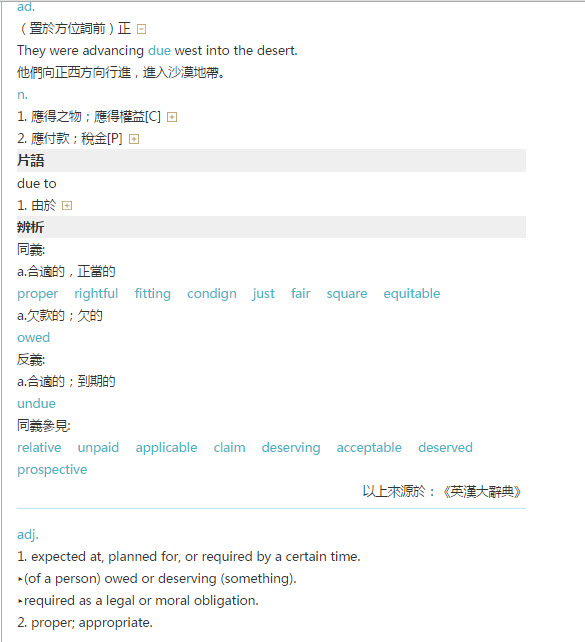 ad.
（置於方位詞前）正
They were advancing due west into the desert.
他們向正西方向行進，進入沙漠地帶。
n.
1. 應得之物；應得權益[C]
2. 應付款；稅金[P]
片語
due to
1. 由於
辨析
同義:
a.合適的，正當的
proper rightful fitting condign just fair square equitable
a.欠款的；欠的
owed
反義:
a.合適的；到期的
undue
同義參見:
relative unpaid applicable claim deserving acceptable deserved
prospective
以上來源於：《英漢大辭典》
adj.
1. expected at, planned for, or required by a certain time.
▸(of a person) owed or deserving (something).
▸required as a legal or moral obligation.
2. proper; appropriate.